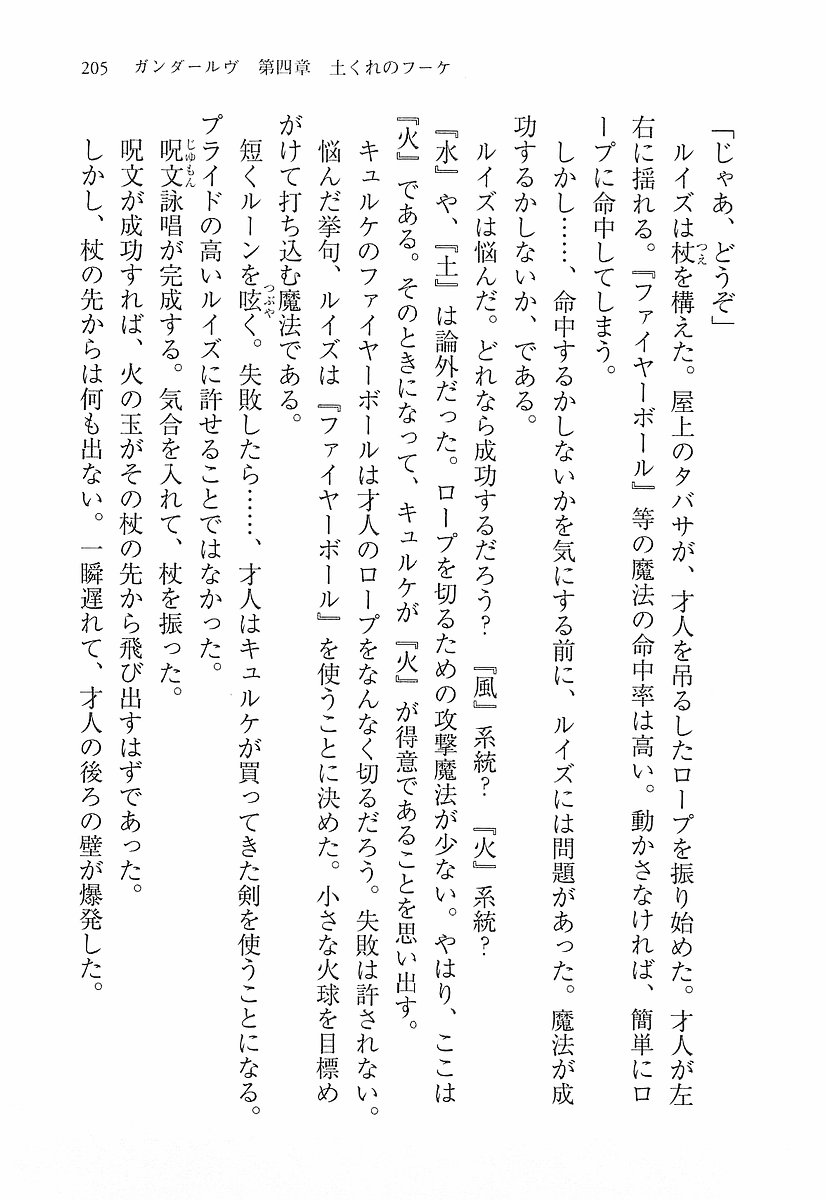 205　ガンダールヴ　第四章　土くれのフーケ
「じゃあ、どうぞ」
　ルイズは杖を構えた。屋上のタバサが、才人を吊るしたロープを振り始めた。才人が左
右に揺れる。『ファイヤーボール』等の魔法の命中率は高い。動かさなければ、簡単にロ
ープに命中してしまう。
　しかし……、命中するかしないかを気にする前に、ルイズには問題があった。魔法が成
功するかしないか、である。
　ルイズは悩んだ。どれなら成功するだろう？　『風』系統？　『火』系統？
『水』や、『土』は論外だった。ロープを切るための攻撃魔法が少ない。やはり、ここは
『火』である。そのときになって、キュルケが『火』が得意であることを思い出す。
　キュルケのファイヤーボールは才人のロープをなんなく切るだろう。失敗は許されない。
　悩んだ挙句、ルイズは『ファイヤーボール』を使うことに決めた。小さな火球を目標め
がけて打ち込む魔法である。
　短くルーンを呟く。失敗したら……、才人はキュルケが買ってきた剣を使うことになる。
プライドの高いルイズに許せることではなかった。
　呪文詠唱が完成する。気合を入れて、杖を振った。
　呪文が成功すれば、火の玉がその杖の先から飛び出すはずであった。
　しかし、杖の先からは何も出ない。一瞬遅れて、才人の後ろの壁が爆発した。